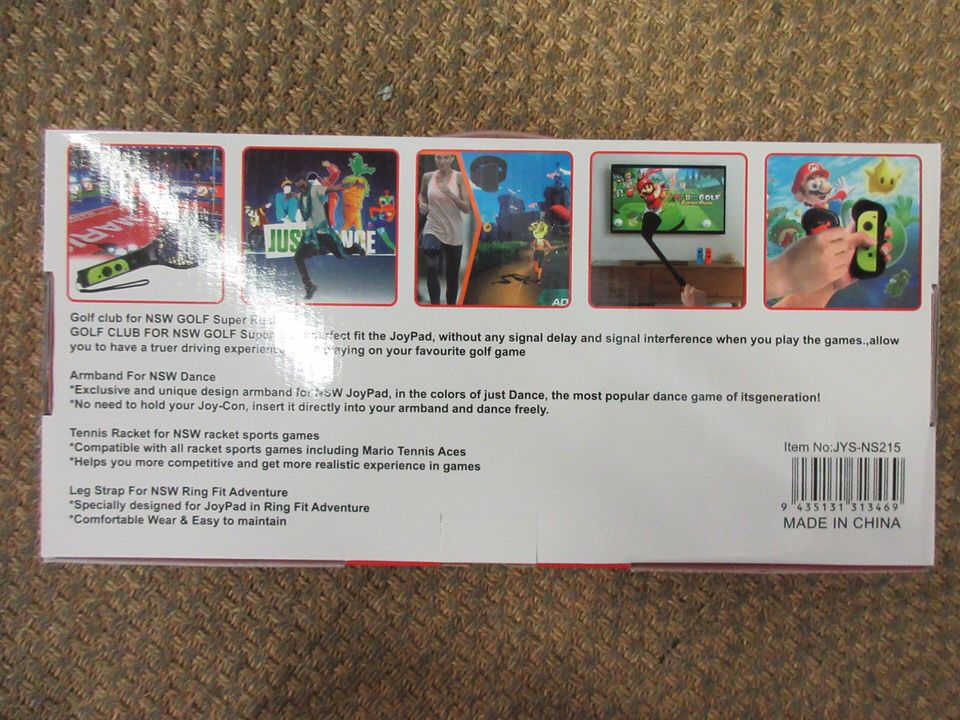 JUS NCE
AD
GOLF
Golf club for NSW GOLF Super
GOLF CLUB FOR NSW GOLF Super fit the JoyPad, without any signal delay and signal interference when you play the games.,allow
you to have a truer driving on your favourite golf game
Armband For NSW Dance
*Exclusive and unique design armband for NSW JoyPad, in the colors of just Dance, the most popular dance game of itsgeneration!
*No need to hold your Joy-Con, insert it directly into your armband and dance freely.
Tennis Racket for NSW racket sports games
*Compatible with all racket sports games including Mario Tennis Aces
*Helps you more competitive and get more realistic experience in games
Leg Strap For NSW Ring Fit Adventure
*Specially designed for JoyPad in Ring Fit Adventure
*Comfortable Wear & Easy to maintain
Item No:JYS-NS215
9 435131 313469
MADE IN CHINA